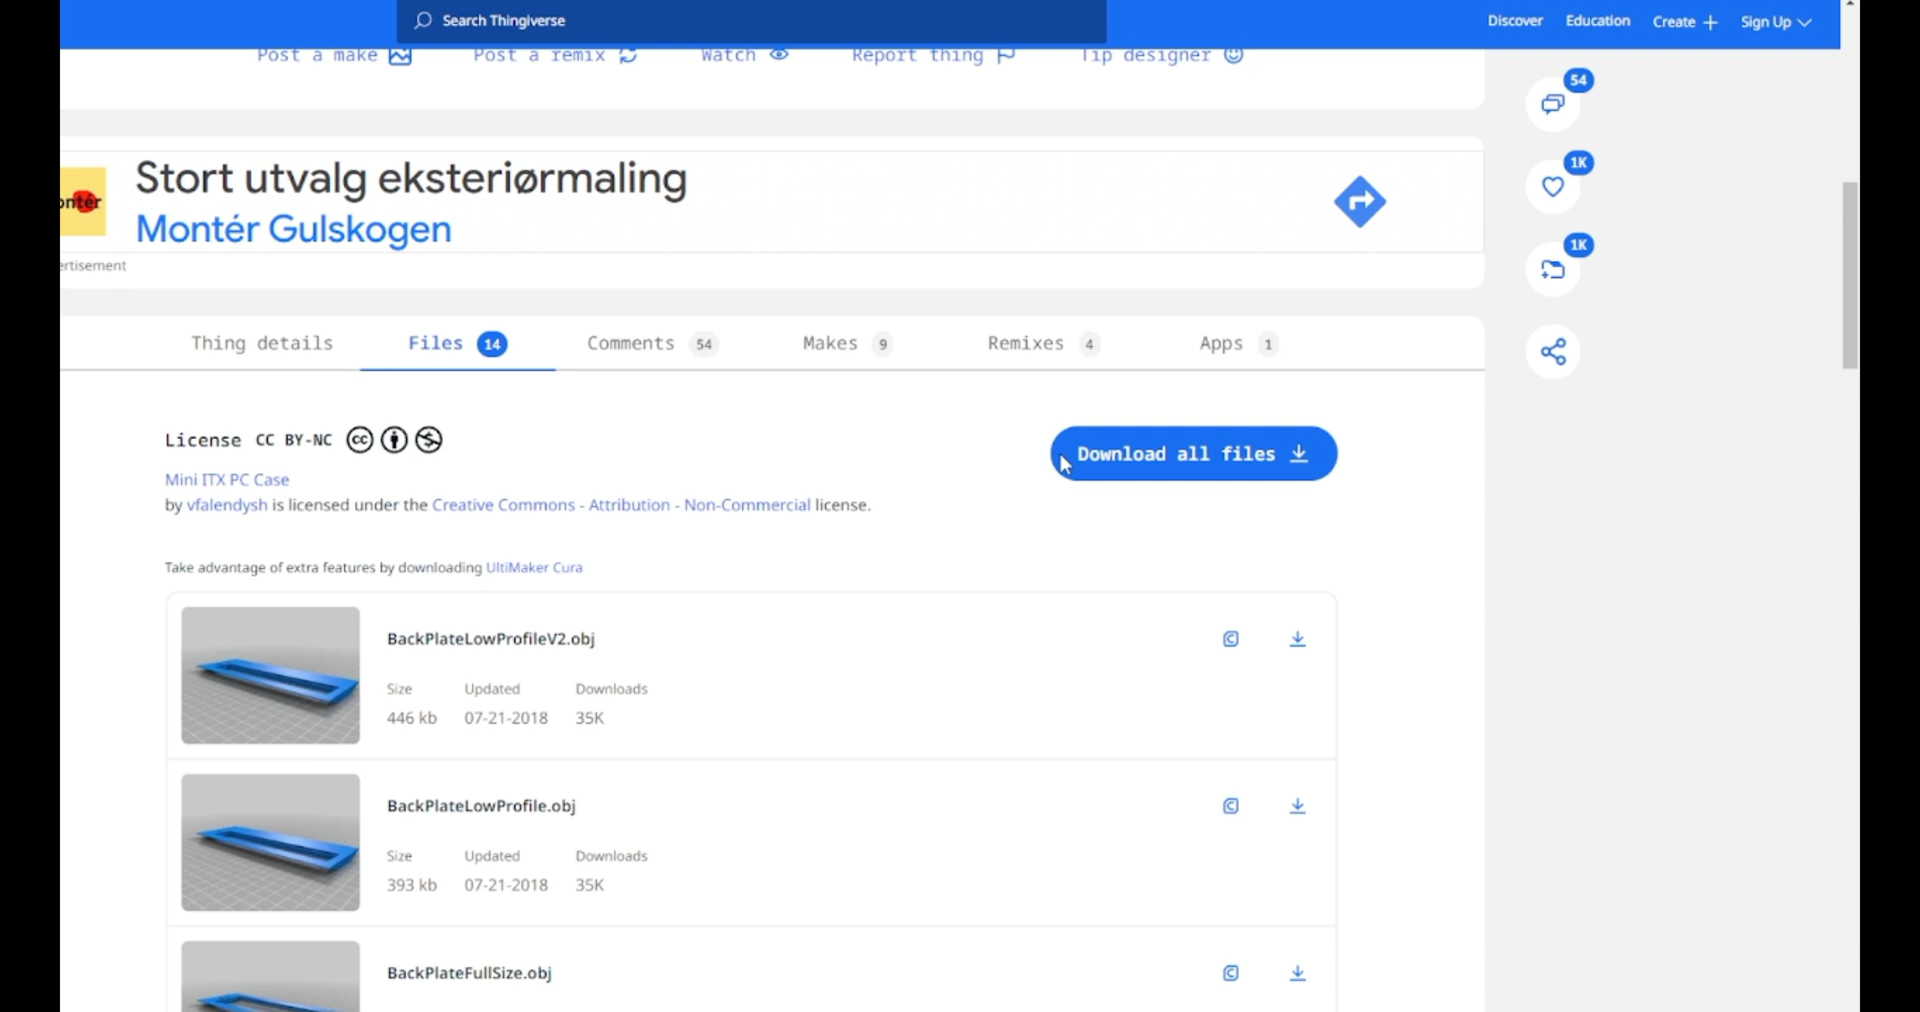 Search Thingiverse
Discover Education Create Sign Up
Post a make Post a remix Watch Report thing Tip designer
54
1K
1K
Stort utvalg eksteriørmaling
Montér Gulskogen
ontér
ertisement
Thing details Files 14 Comments 54 Makes 9 Remixes 4 Apps 1
License CC BY-NC
Download all files
Mini ITX PC Case
by vfalendysh is licensed under the Creative Commons - Attribution - Non-Commercial license.
Take advantage of extra features by downloading UltiMaker Cura
BackPlateLowProfileV2.obj
Size Updated Downloads
446 kb 07-21-2018 35K
BackPlateLowProfile.obj
Size Updated Downloads
393 kb 07-21-2018 35K
BackPlateFullSize.obj